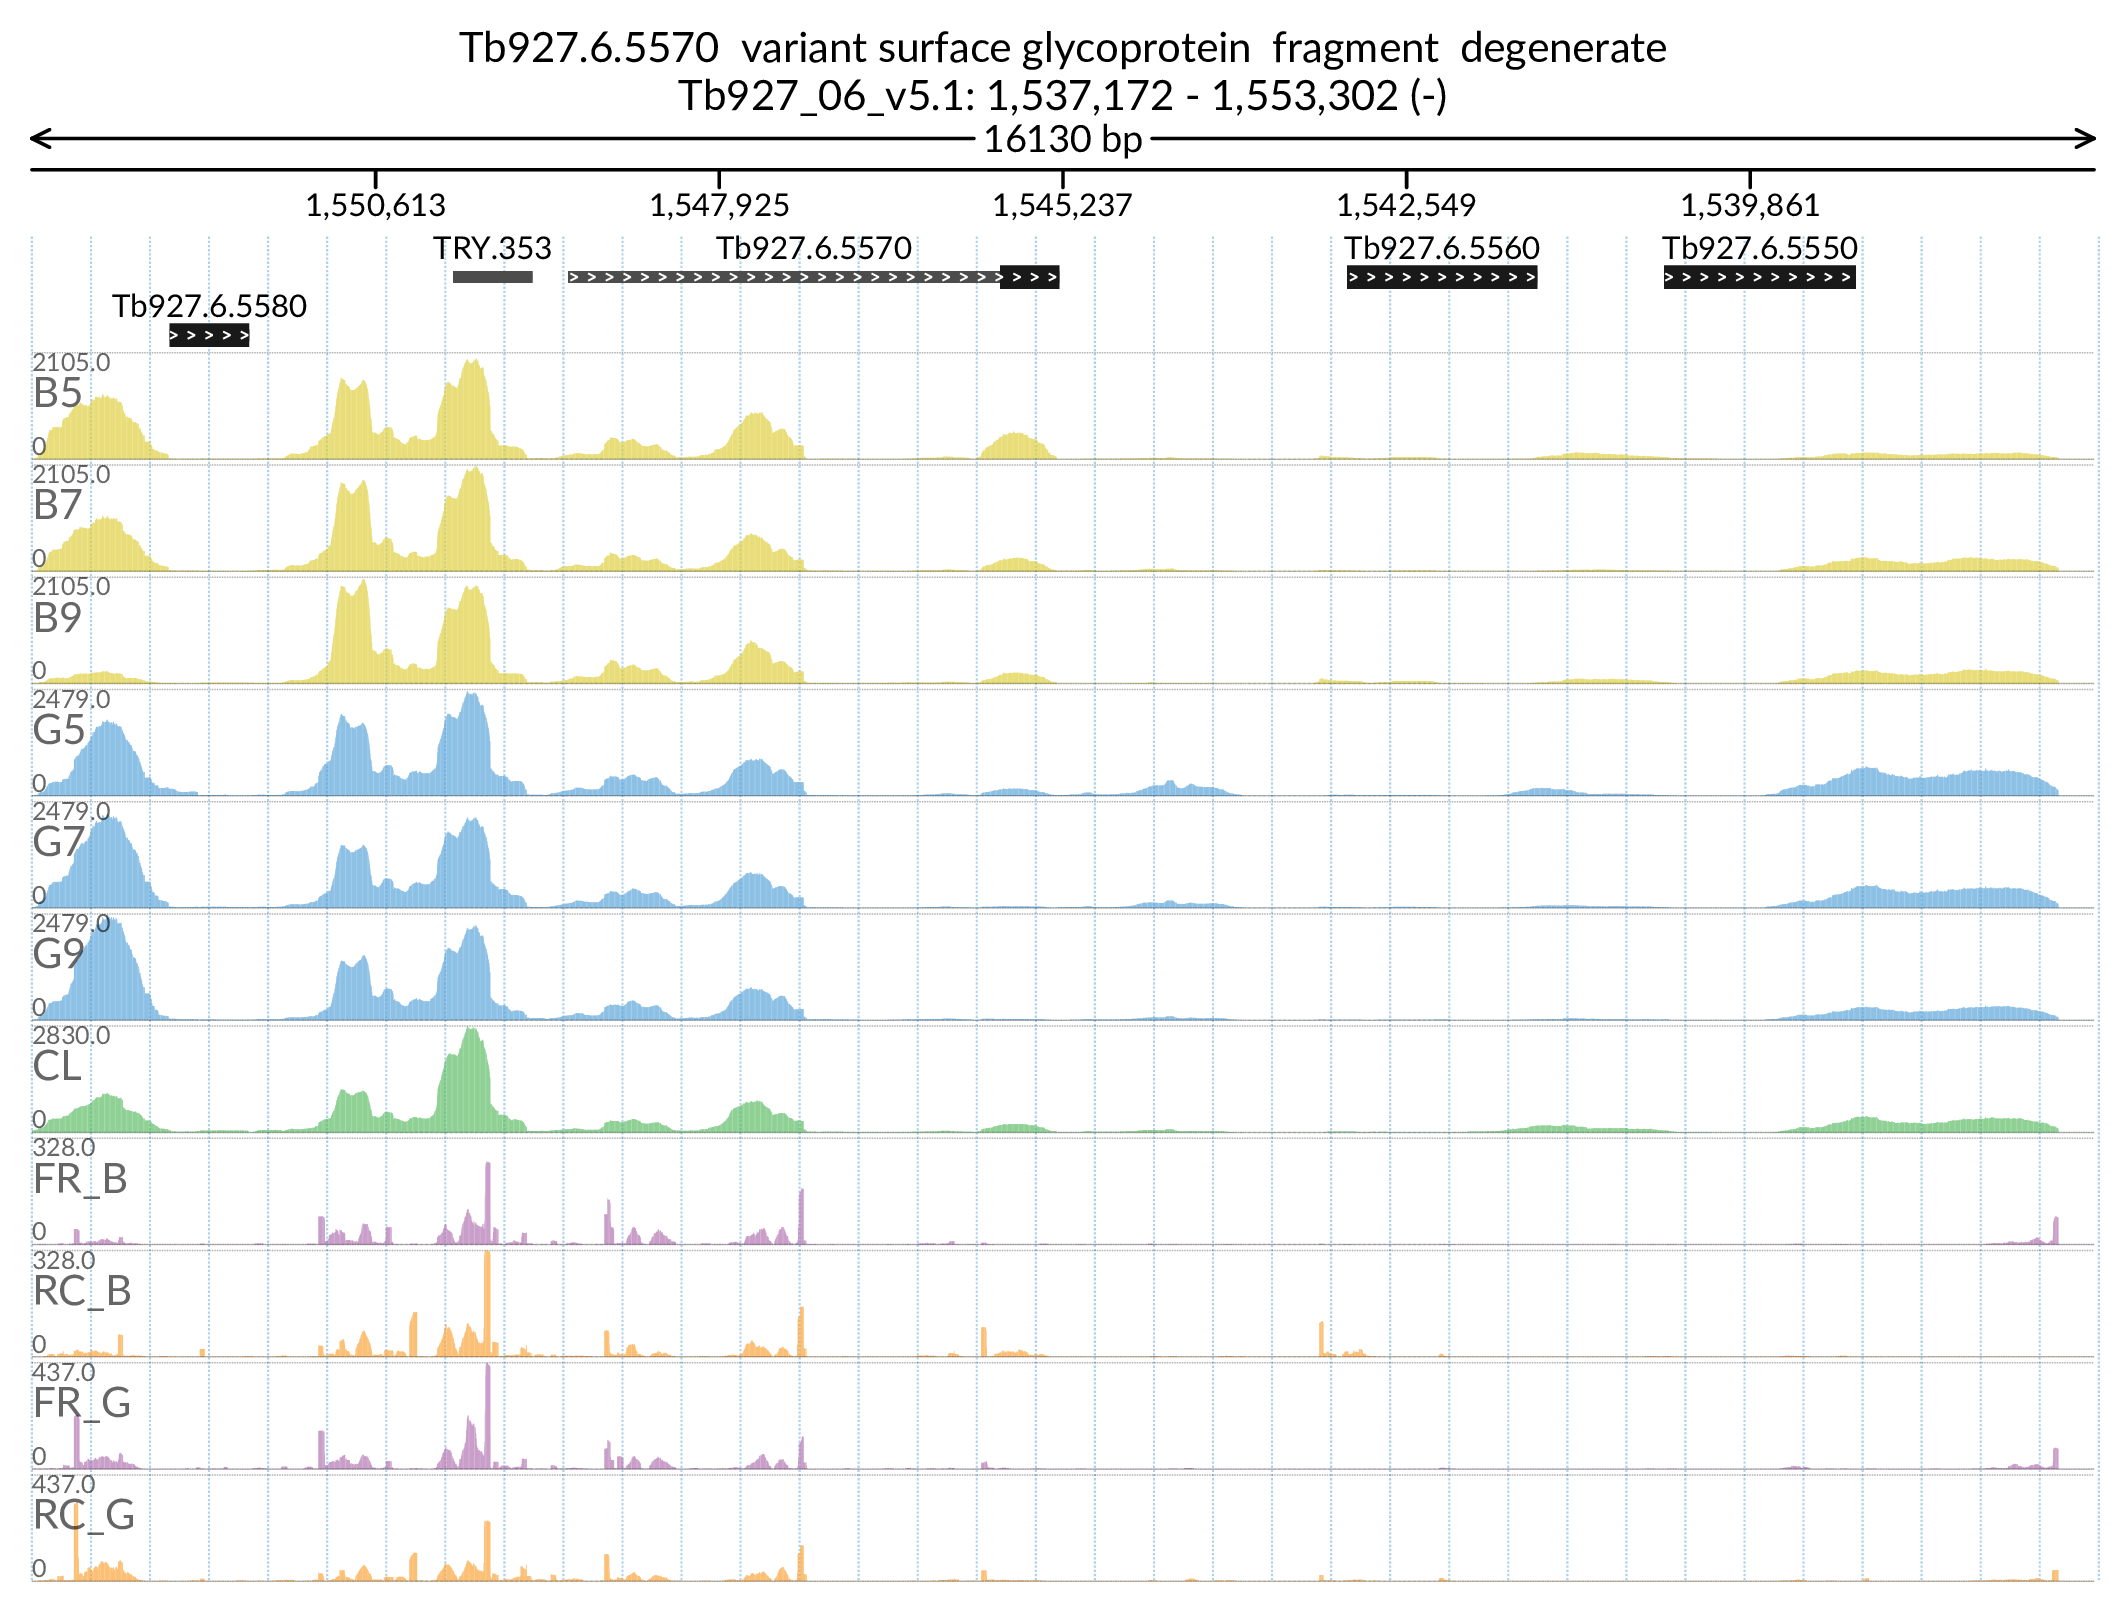 Tb927.6.5570 variant surface glycoprotein fragment degenerate
Tb927_06_v5.1: 1,537,172 - 1,553,302 (-)
16130 bp
1,550,613 1,547,925 1,545,237 1,542,549 1,539,861
TRY.353 Tb927.6.5570 Tb927.6.5560 Tb927.6.5550
Tb927.6.5580
2105.0
B5
0
2105.0
B7
0
2105.0
B9
0
2479.0
G5
0
2479.0
G7
0
2479.0
G9
0
2830.0
CL
0
328.0
FR_B
0
328.0
RC_B
0
437.0
FR_G
0
437.0
RC_G
0